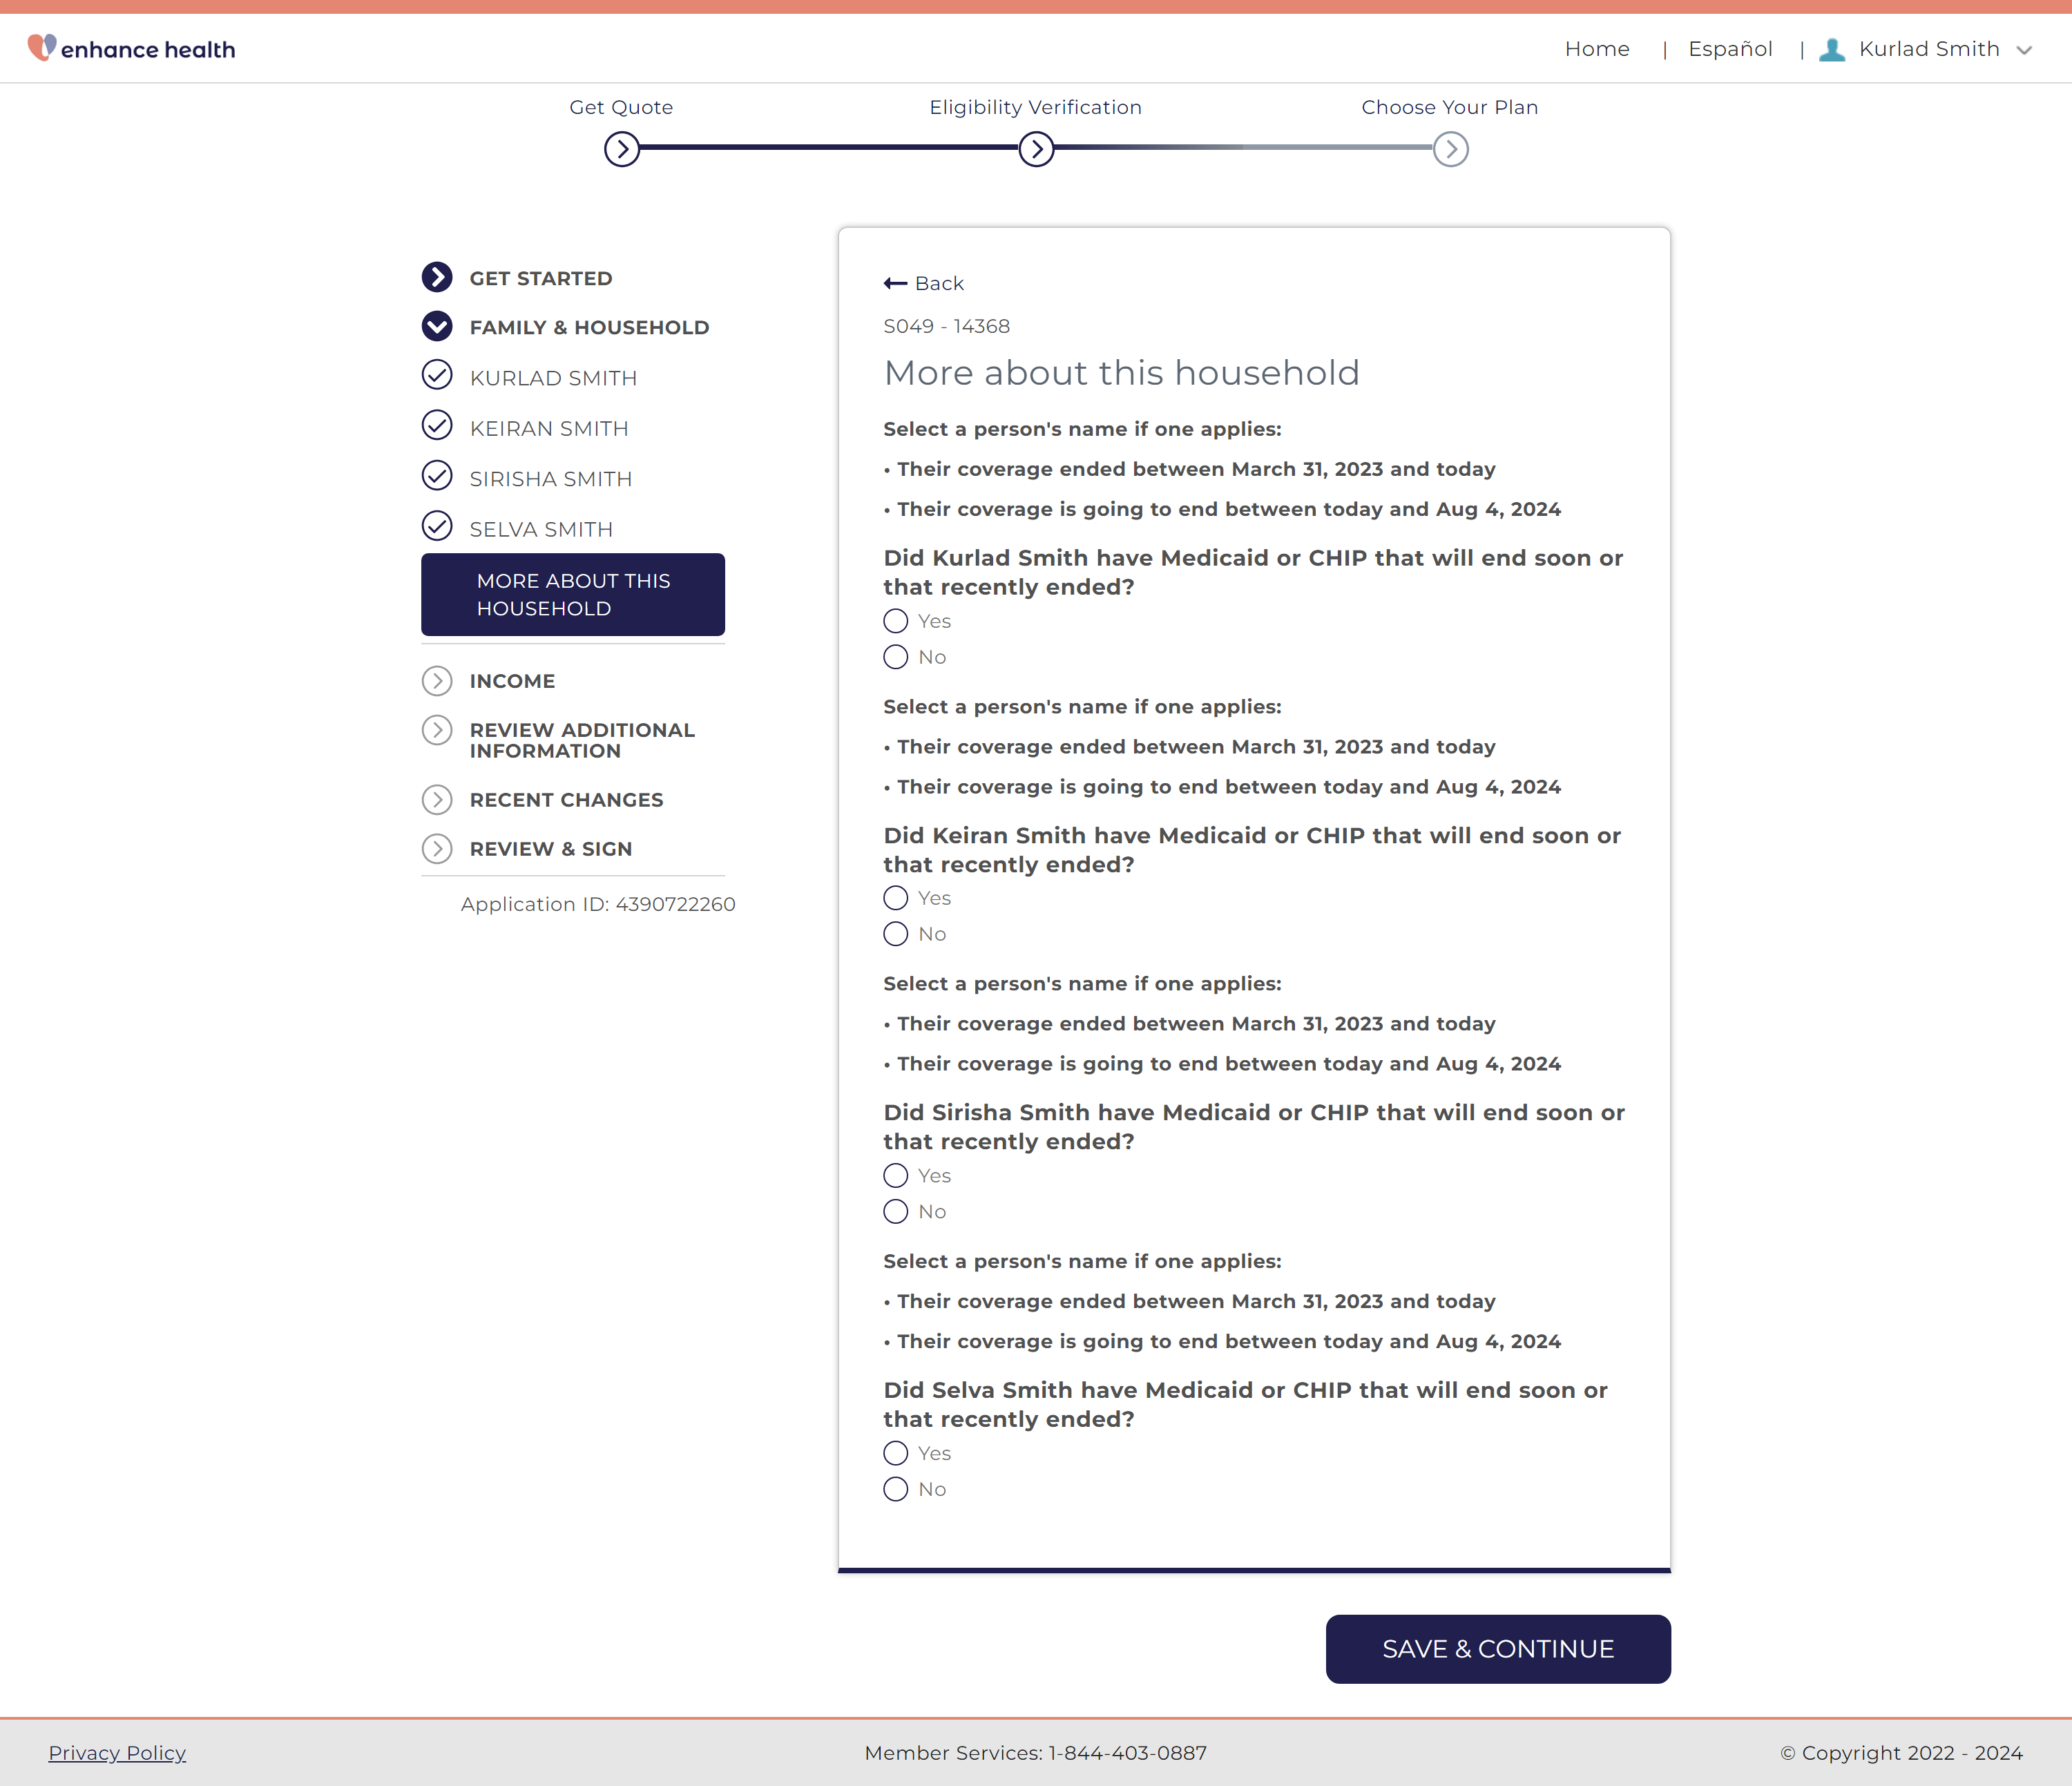 enhance health
Home | Español | Kurlad Smith
Get Quote
Eligibility Verification
Choose Your Plan
GET STARTED
FAMILY & HOUSEHOLD
KURLAD SMITH
KEIRAN SMITH
SIRISHA SMITH
SELVA SMITH
MORE ABOUT THIS
HOUSEHOLD
INCOME
REVIEW ADDITIONAL
INFORMATION
RECENT CHANGES
REVIEW & SIGN
Application ID: 4390722260
Back
S049 - 14368
More about this household
Select a person's name if one applies:
• Their coverage ended between March 31, 2023 and today
• Their coverage is going to end between today and Aug 4, 2024
Did Kurlad Smith have Medicaid or CHIP that will end soon or
that recently ended?
Yes
No
Select a person's name if one applies:
• Their coverage ended between March 31, 2023 and today
• Their coverage is going to end between today and Aug 4, 2024
Did Keiran Smith have Medicaid or CHIP that will end soon or
that recently ended?
Yes
No
Select a person's name if one applies:
• Their coverage ended between March 31, 2023 and today
• Their coverage is going to end between today and Aug 4, 2024
Did Sirisha Smith have Medicaid or CHIP that will end soon or
that recently ended?
Yes
No
Select a person's name if one applies:
• Their coverage ended between March 31, 2023 and today
• Their coverage is going to end between today and Aug 4, 2024
Did Selva Smith have Medicaid or CHIP that will end soon or
that recently ended?
Yes
No
SAVE & CONTINUE
Privacy Policy
Member Services: 1-844-403-0887
© Copyright 2022 - 2024